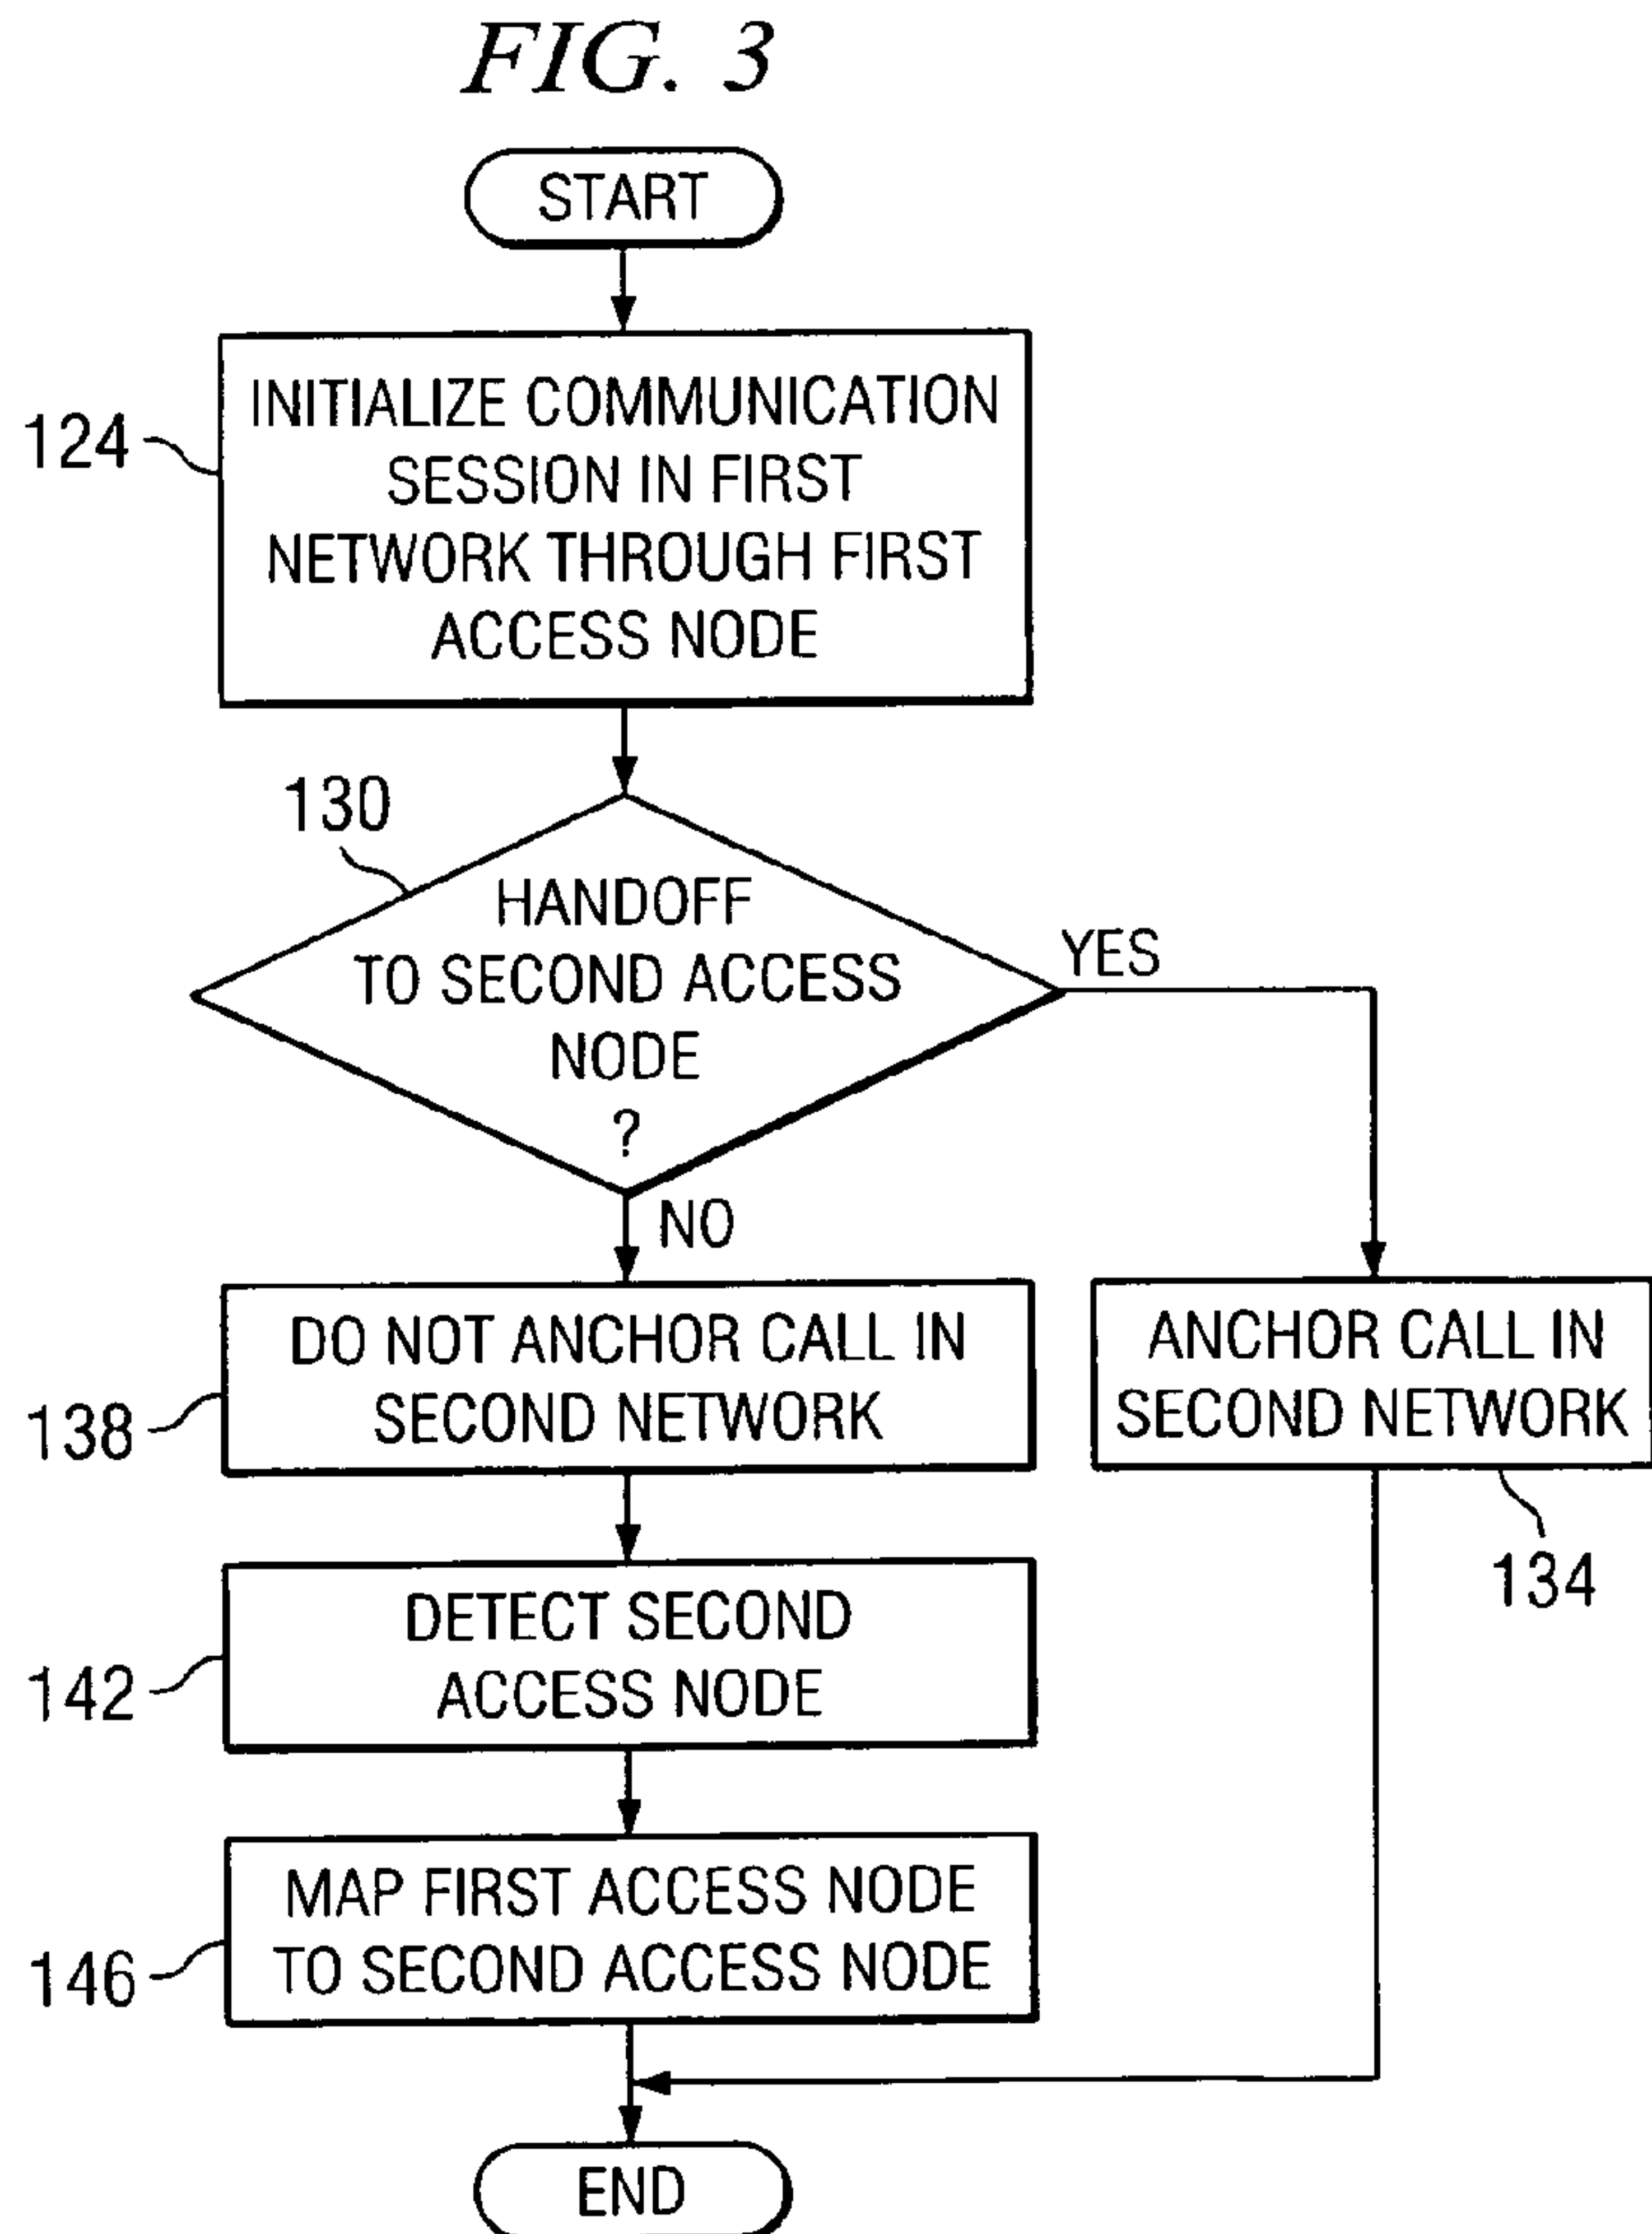 FIG. 3
START
124
INITIALIZE COMMUNICATION
SESSION IN FIRST
NETWORK THROUGH FIRST
ACCESS NODE
130
HANDOFF
TO SECOND ACCESS
NODE
?
YES
NO
138
DO NOT ANCHOR CALL IN
SECOND NETWORK
ANCHOR CALL IN
SECOND NETWORK
134
142
DETECT SECOND
ACCESS NODE
146
MAP FIRST ACCESS NODE
TO SECOND ACCESS NODE
END